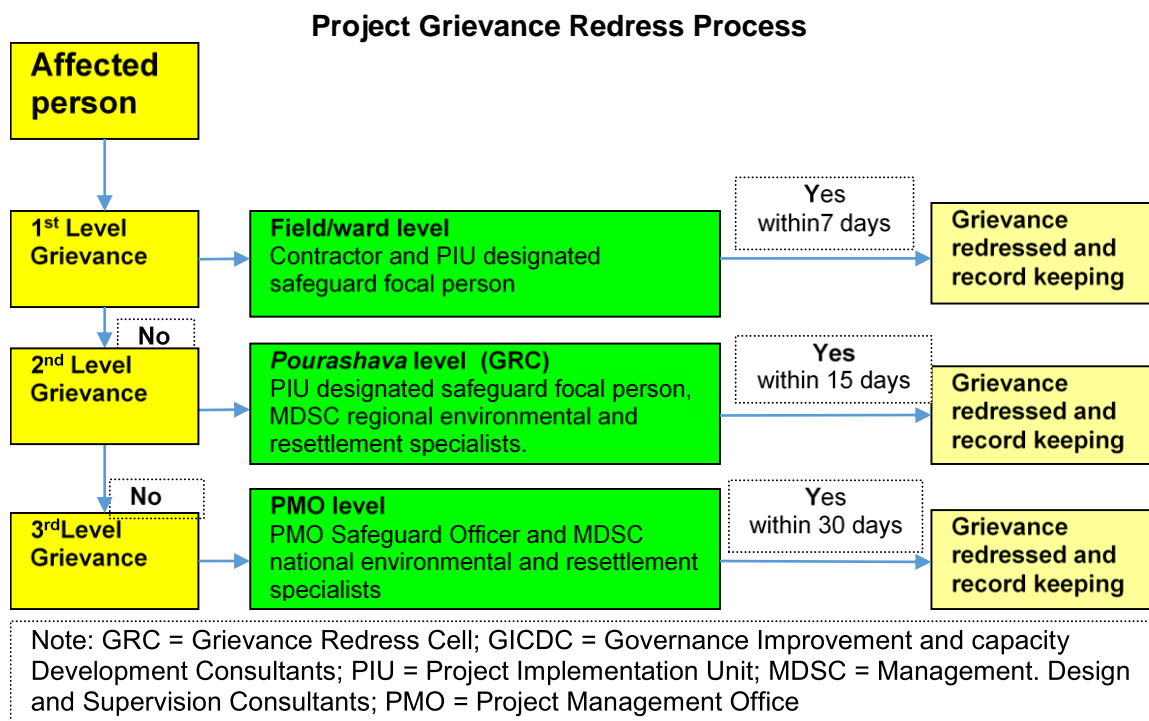 Project Grievance Redress Process
Affected
person
1st Level
Grievance
Field/ward level
Contractor and PIU designated
safeguard focal person
Yes
within7 days
Grievance
redressed and
record keeping
No
2nd Level
Grievance
Pourashava level (GRC)
PIU designated safeguard focal person,
MDSC regional environmental and
resettlement specialists.
Yes
within 15 days
Grievance
redressed and
record keeping
No
3rdLevel
Grievance
PMO level
PMO Safeguard Officer and MDSC
national environmental and resettlement
specialists
Yes
within 30 days
Grievance
redressed and
record keeping
Note: GRC = Grievance Redress Cell; GICDC = Governance Improvement and capacity
Development Consultants; PIU = Project Implementation Unit; MDSC = Management. Design
and Supervision Consultants; PMO = Project Management Office